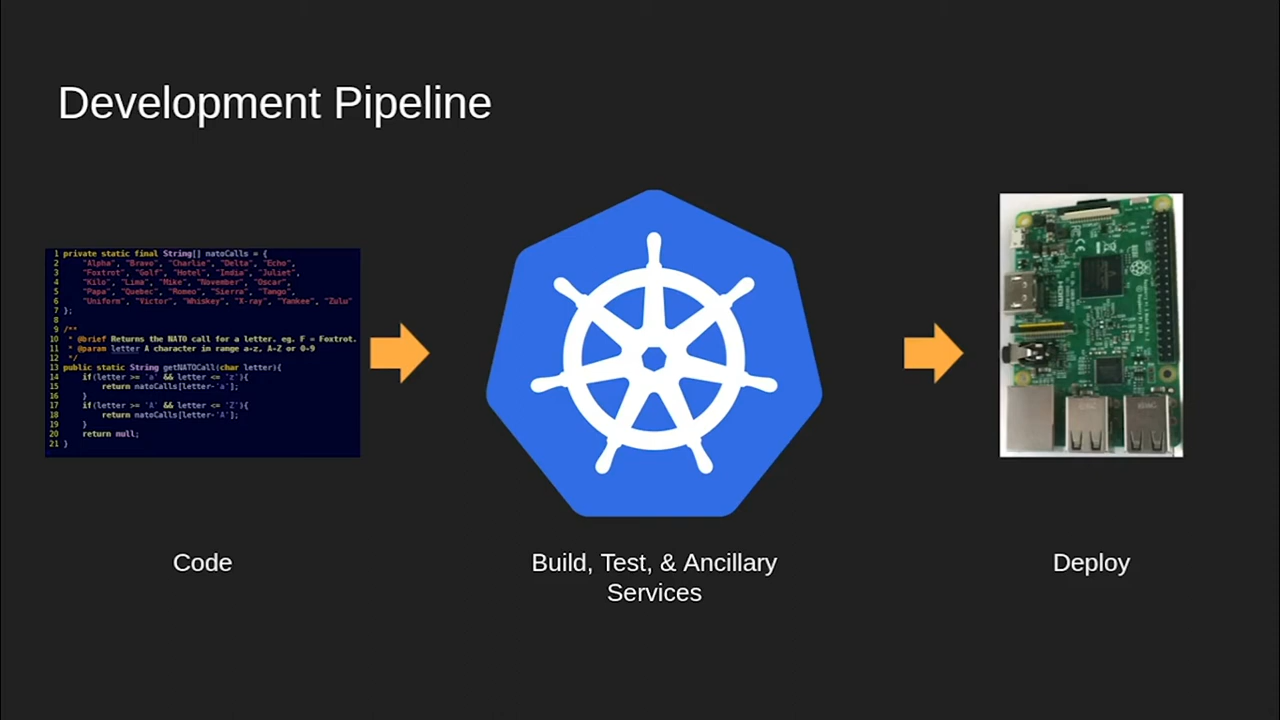 Development Pipeline
1 private static final String[] natoCalls = {
2 "Alpha", "Bravo", "Charlie", "Delta", "Echo",
3 "Foxtrot", "Golf", "Hotel", "India", "Juliet",
4 "Kilo", "Lima", "Mike", "November", "Oscar",
5 "Papa", "Quebec", "Romeo", "Sierra", "Tango",
6 "Uniform", "Victor", "Whiskey", "X-ray", "Yankee", "Zulu"
7 };
8
9 /**
10 * @brief Returns the NATO call for a letter. eg. F = Foxtrot.
11 * @param letter A character in range a-z, A-Z or 0-9
12 */
13 public static String getNATOCall(char letter){
14 if(letter >= 'a' && letter <= 'z'){
15 return natoCalls[letter-'a'];
16 }
17 if(letter >= 'A' && letter <= 'Z'){
18 return natoCalls[letter-'A'];
19 }
20 return null;
21 }
Code
Build, Test, & Ancillary
Services
Deploy